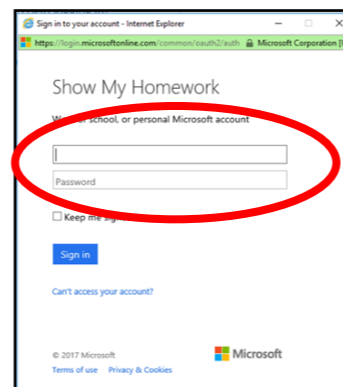 Sign in to your account - Internet Explorer
https://login.microsoftonline.com/common/oauth2/auth Microsoft Corporation [
Show My Homework
school, or personal Microsoft account
Password
Keep me
Sign in
Can't access your account?
© 2017 Microsoft
Microsoft
Terms of use Privacy & Cookies